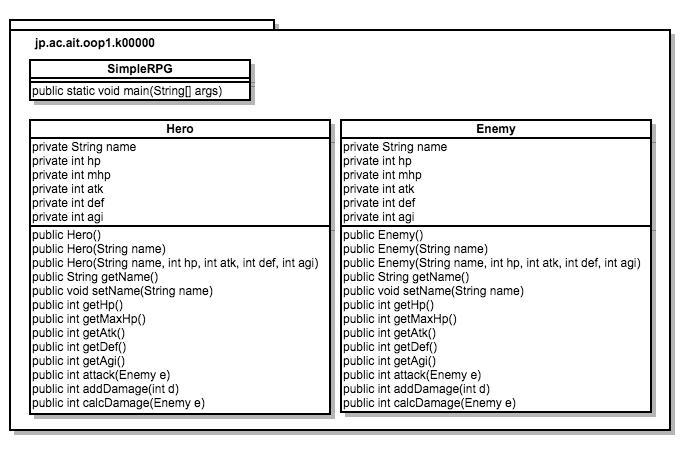 jp.ac.ait.oop1.k00000
SimpleRPG
public static void main(String[] args)
Hero
private String name
private int hp
private int mhp
private int atk
private int def
private int agi
public Hero()
public Hero(String name)
public Hero(String name, int hp, int atk, int def, int agi)
public String getName()
public void setName(String name)
public int getHp()
public int getMaxHp()
public int getAtk()
public int getDef()
public int getAgi()
public int attack(Enemy e)
public int addDamage(int d)
public int calcDamage(Enemy e)
Enemy
private String name
private int hp
private int mhp
private int atk
private int def
private int agi
public Enemy()
public Enemy(String name)
public Enemy(String name, int hp, int atk, int def, int agi)
public String getName()
public void setName(String name)
public int getHp()
public int getMaxHp()
public int getAtk()
public int getDef()
public int getAgi()
public int attack(Enemy e)
public int addDamage(int d)
public int calcDamage(Enemy e)